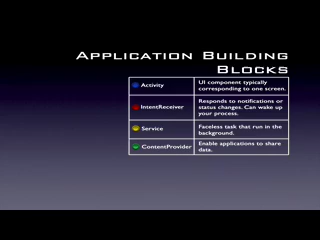 APPLICATION BUILDING
BLOCKS
Activity
UI component typically
corresponding to one screen.
IntentReceiver
Responds to notifications or
status changes. Can wake up
your process.
Service
Faceless task that run in the
background.
ContentProvider
Enable applications to share
data.